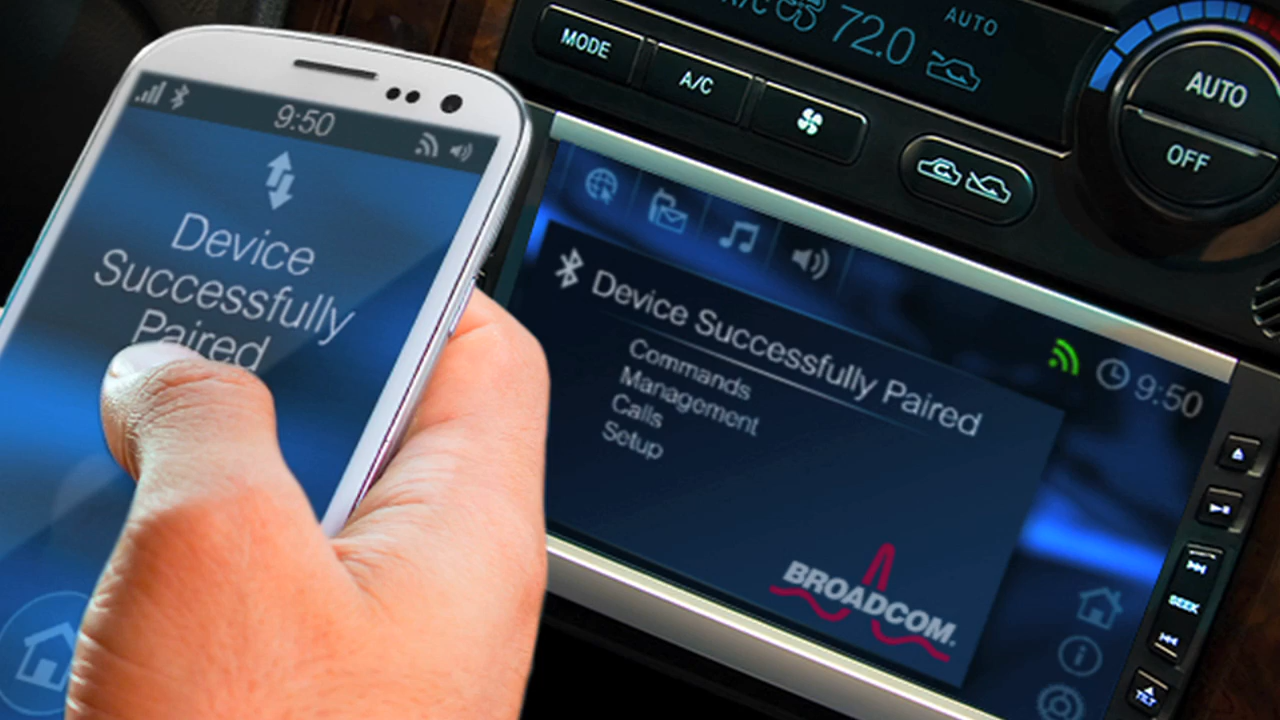 9:50
Device
Successfully
Paired
A/C 72.0 AUTO
MODE
A/C
AUTO
OFF
Device Successfully Paired
Commands
Management
Calls
Setup
9:50
BROADCOM.
SEEK
TILT